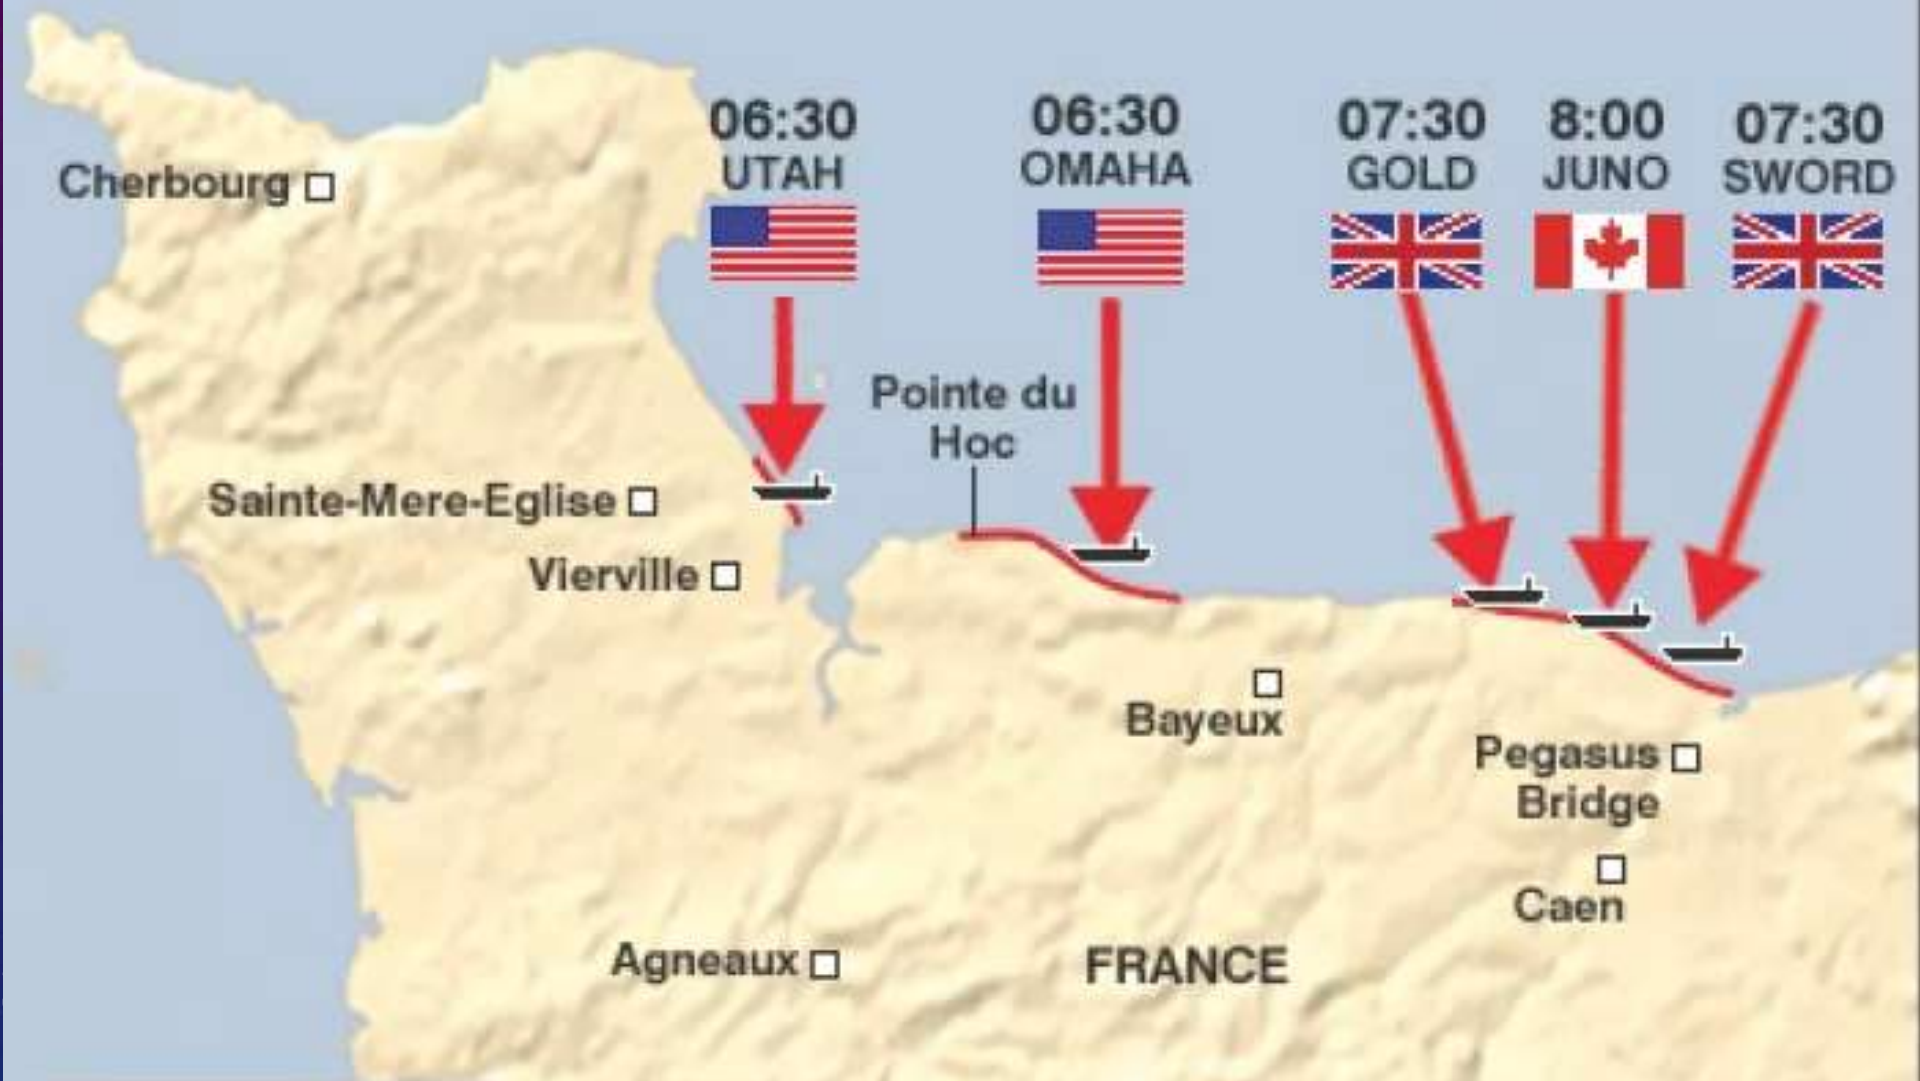 06:30
UTAH
06:30
OMAHA
07:30
GOLD
8:00
JUNO
07:30
SWORD
Cherbourg
Pointe du
Hoc
Sainte-Mere-Eglise
Vierville
Bayeux
Pegasus
Bridge
Caen
Agneaux
FRANCE